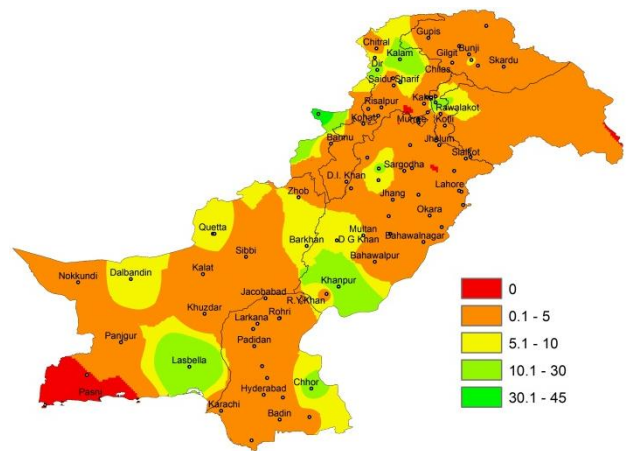 Gupis
Chitral
Bunji
Gilgit
Kalam
Skardu
Dir
Chilas
Saidu Sharif
Kakul
Risalpur
Rawalakot
Kohat
Murree
Kotli
Bannu
Jhelum
Sialkot
Sargodha
D.I. Khan
Lahore
Zhob
Jhang
Okara
Quetta
Multan
Barkhan
D G Khan
Bahawalnagar
Sibbi
Bahawalpur
Nokkundi
Dalbandin
Kalat
Khanpur
Jacobabad
R.Y.Khan
Khuzdar
Larkana
Rohri
Panjgur
Padidan
Lasbella
Chhor
Pasni
Hyderabad
Karachi
Badin
0
0.1 - 5
5.1 - 10
10.1 - 30
30.1 - 45